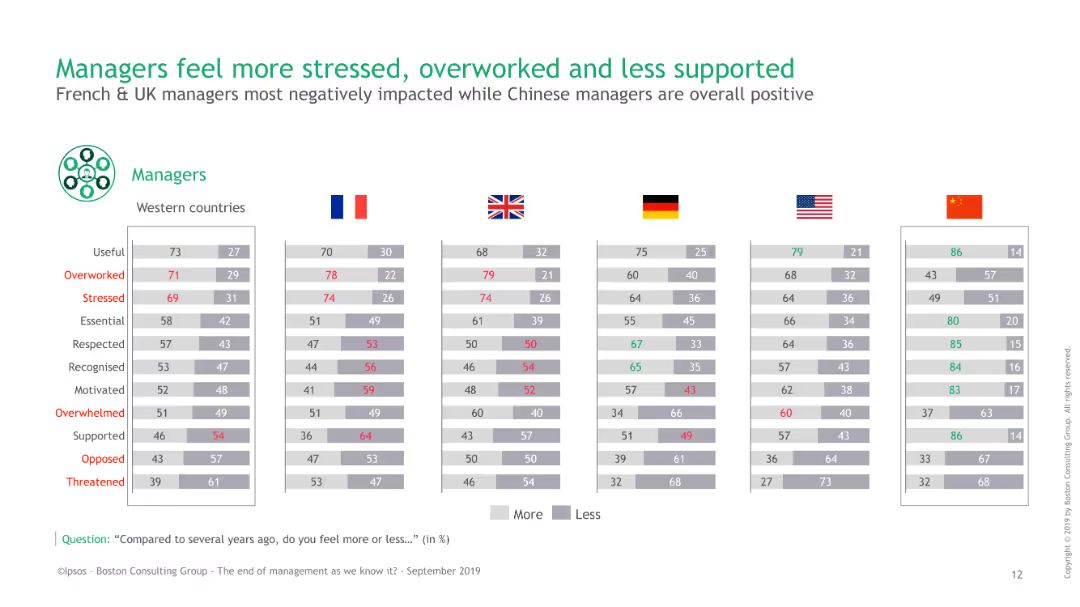 Managers feel more stressed, overworked and less supported
French & UK managers most negatively impacted while Chinese managers are overall positive
Managers
Western countries
Useful 73 27 70 30 68 32 75 25 79 21 86 14
Overworked 71 29 78 22 79 21 60 40 68 32 43 57
Stressed 69 31 74 26 74 26 64 36 64 36 49 51
Essential 58 42 51 49 61 39 55 45 66 34 80 20
Respected 57 43 47 53 50 50 67 33 64 36 85 15
Recognised 53 47 44 56 46 54 65 35 57 43 84 16
Motivated 52 48 41 59 48 52 57 43 62 38 83 17
Overwhelmed 51 49 51 49 60 40 34 66 60 40 37 63
Supported 46 54 36 64 43 57 51 49 57 43 86 14
Opposed 43 57 47 53 50 50 39 61 36 64 33 67
Threatened 39 61 53 47 46 54 32 68 27 73 32 68
More Less
Question: “Compared to several years ago, do you feel more or less…” (in %)
©Ipsos – Boston Consulting Group – The end of management as we know it? - September 2019
12
Copyright © 2019 by Boston Consulting Group. All rights reserved.